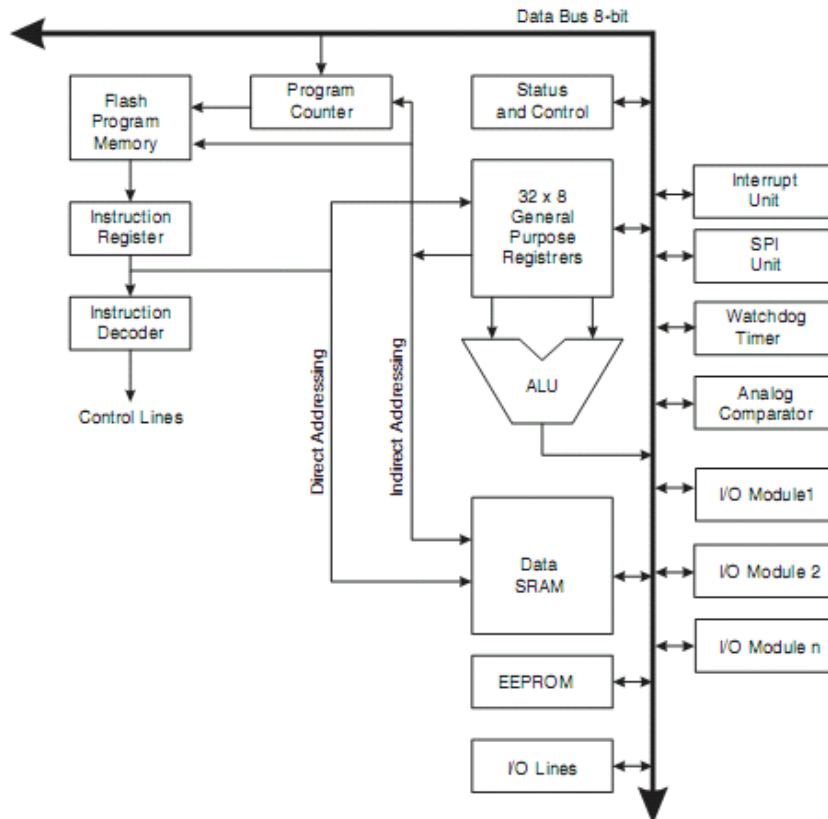 Data Bus 8-bit
Flash
Program
Memory
Program
Counter
Status
and Control
32 x 8
General
Purpose
Registrers
Interrupt
Unit
Instruction
Register
SPI
Unit
Instruction
Decoder
Watchdog
Timer
ALU
Analog
Comparator
Control Lines
Direct Addressing
Indirect Addressing
I/O Module1
Data
SRAM
I/O Module 2
I/O Module n
EEPROM
I/O Lines